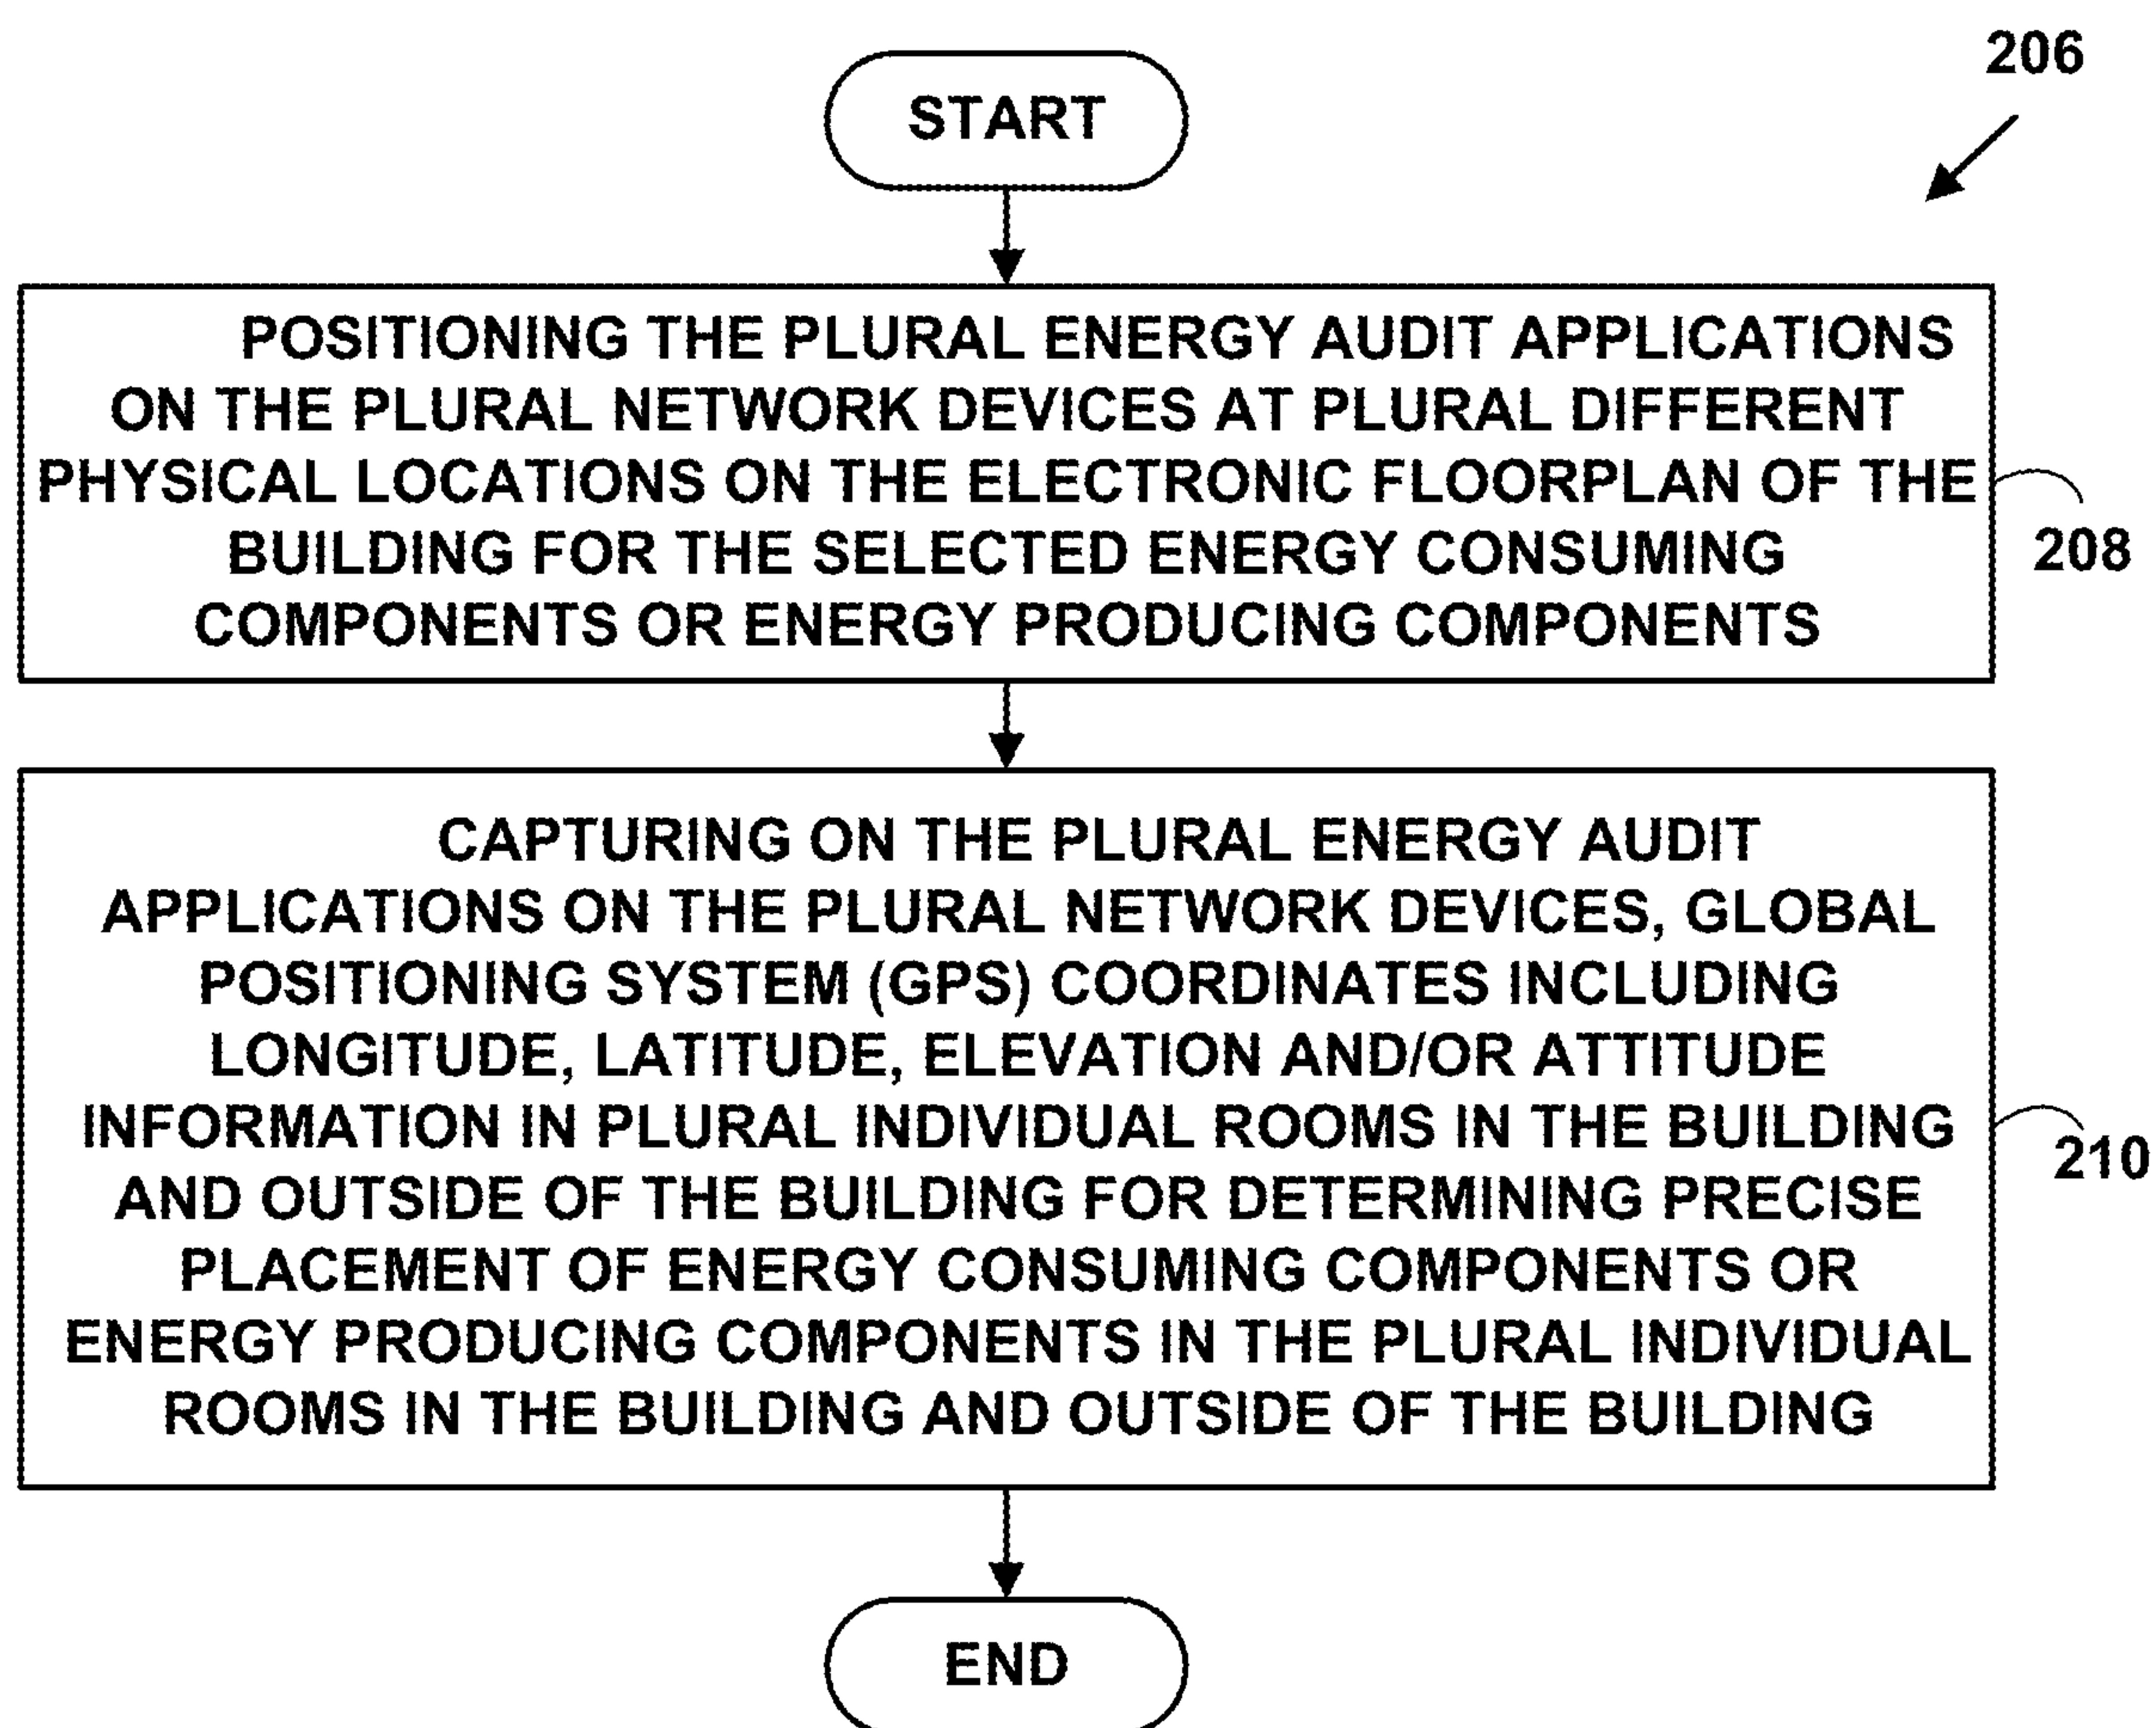 206
START
POSITIONING THE PLURAL ENERGY AUDIT APPLICATIONS
ON THE PLURAL NETWORK DEVICES AT PLURAL DIFFERENT
PHYSICAL LOCATIONS ON THE ELECTRONIC FLOORPLAN OF THE
BUILDING FOR THE SELECTED ENERGY CONSUMING
COMPONENTS OR ENERGY PRODUCING COMPONENTS
208
CAPTURING ON THE PLURAL ENERGY AUDIT
APPLICATIONS ON THE PLURAL NETWORK DEVICES, GLOBAL
POSITIONING SYSTEM (GPS) COORDINATES INCLUDING
LONGITUDE, LATITUDE, ELEVATION AND/OR ATTITUDE
INFORMATION IN PLURAL INDIVIDUAL ROOMS IN THE BUILDING
AND OUTSIDE OF THE BUILDING FOR DETERMINING PRECISE
PLACEMENT OF ENERGY CONSUMING COMPONENTS OR
ENERGY PRODUCING COMPONENTS IN THE PLURAL INDIVIDUAL
ROOMS IN THE BUILDING AND OUTSIDE OF THE BUILDING
210
END